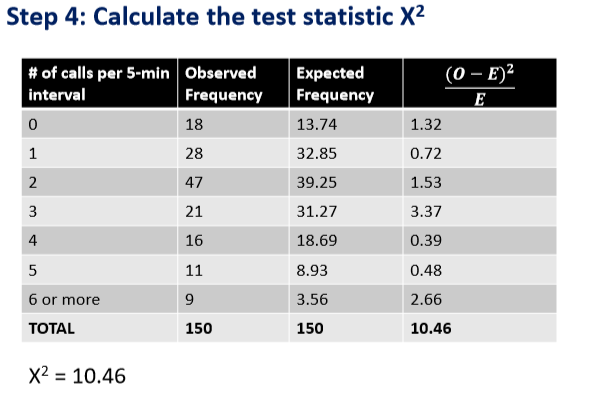 Step 4: Calculate the test statistic X²
# of calls per 5-min interval | Observed Frequency | Expected Frequency | (O − E)² / E
0 | 18 | 13.74 | 1.32
1 | 28 | 32.85 | 0.72
2 | 47 | 39.25 | 1.53
3 | 21 | 31.27 | 3.37
4 | 16 | 18.69 | 0.39
5 | 11 | 8.93 | 0.48
6 or more | 9 | 3.56 | 2.66
TOTAL | 150 | 150 | 10.46
X² = 10.46